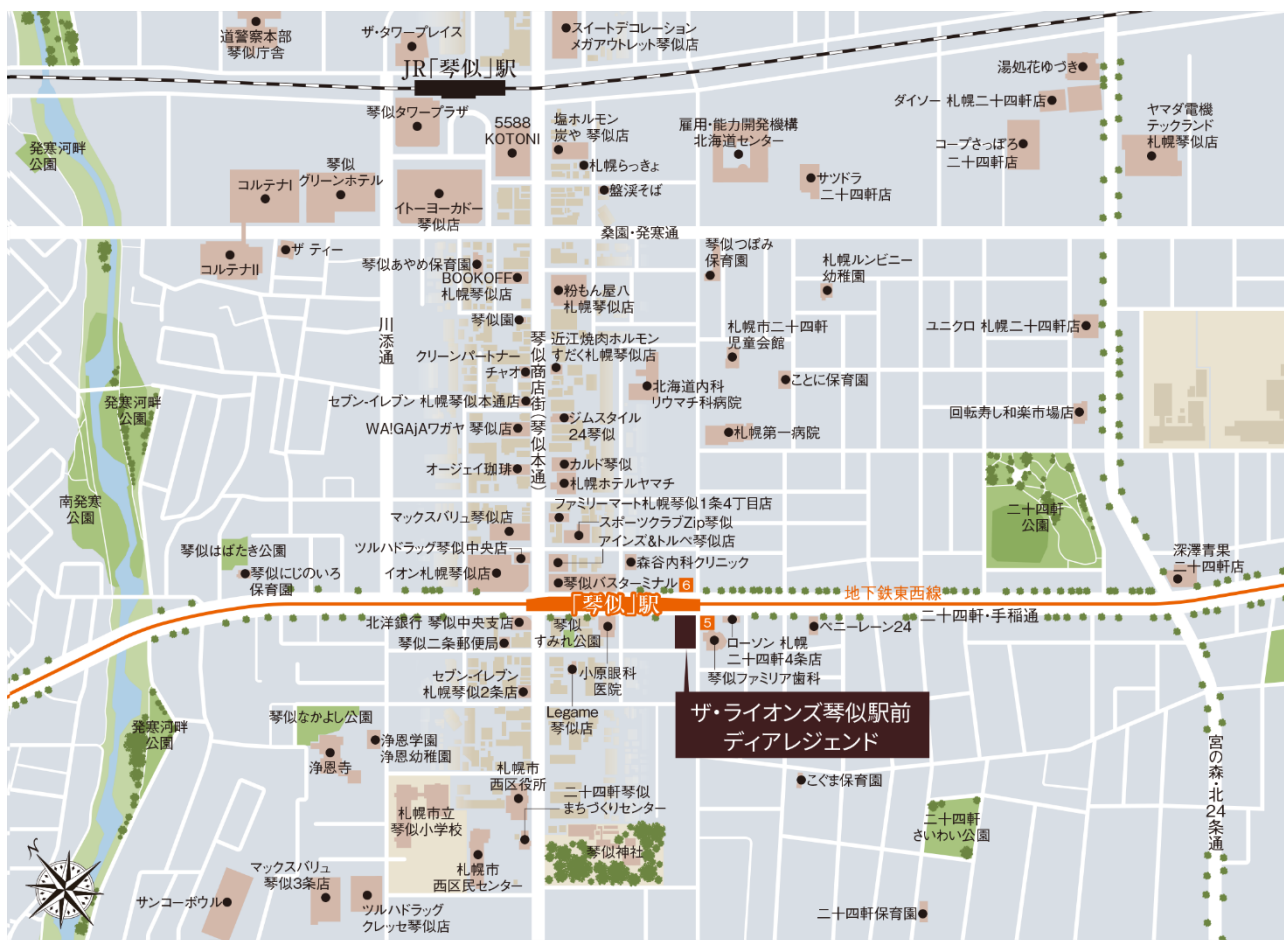 道警察本部
琴似庁舎
ザ・タワープレイス
スイートデコレーション
メガアウトレット琴似店
JR「琴似」駅
湯処花ゆづき
ダイソー 札幌二十四軒店
琴似タワープラザ
5588
KOTONI
塩ホルモン
炭や 琴似店
雇用・能力開発機構
北海道センター
コープさっぽろ
二十四軒店
ヤマダ電機
テックランド
札幌琴似店
発寒河畔
公園
琴似
グリーンホテル
コルテナI
札幌らっきょ
サツドラ
二十四軒店
盤渓そば
イトーヨーカドー
琴似店
桑園・発寒通
コルテナII
ザ ティー
琴似あやめ保育園
BOOKOFF
札幌琴似店
琴似つぼみ
保育園
札幌ルンビニー
幼稚園
粉もん屋八
札幌琴似店
川添通
琴似園
琴似商店街(琴似本通)
近江焼肉ホルモン
すだく札幌琴似店
札幌市二十四軒
児童会館
ユニクロ 札幌二十四軒店
クリーンパートナー
チャオ
北海道内科
リウマチ科病院
ことに保育園
発寒河畔
公園
セブン-イレブン 札幌琴似本通店
ジムスタイル
24琴似
回転寿し和楽市場店
WA!GAjAワガヤ 琴似店
札幌第一病院
オージェイ珈琲
カルド琴似
札幌ホテルヤマチ
南発寒
公園
ファミリーマート札幌琴似1条4丁目店
二十四軒
公園
マックスバリュ琴似店
スポーツクラブZip琴似
アインズ&トルペ琴似店
琴似はばたき公園
ツルハドラッグ琴似中央店
森谷内科クリニック
深澤青果
二十四軒店
琴似にじのいろ
保育園
イオン札幌琴似店
琴似バスターミナル
6
地下鉄東西線
「琴似」駅
二十四軒・手稲通
北洋銀行 琴似中央支店
琴似
すみれ公園
5
ペニーレーン24
琴似二条郵便局
小原眼科
医院
ローソン 札幌
二十四軒4条店
琴似ファミリア歯科
セブン-イレブン
札幌琴似2条店
Legame
琴似店
ザ・ライオンズ琴似駅前
ディアレジェンド
発寒河畔
公園
琴似なかよし公園
浄恩寺
浄恩学園
浄恩幼稚園
宮の森・北24条通
札幌市
西区役所
二十四軒琴似
まちづくりセンター
こぐま保育園
札幌市立
琴似小学校
二十四軒
さいわい公園
琴似神社
札幌市
西区民センター
N
マックスバリュ
琴似3条店
サンコーボウル
ツルハドラッグ
クレッセ琴似店
二十四軒保育園